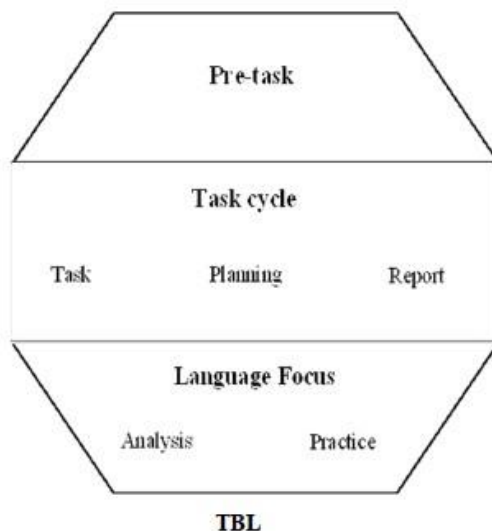 Pre-task
Task cycle
Task Planning Report
Language Focus
Analysis Practice
TBL